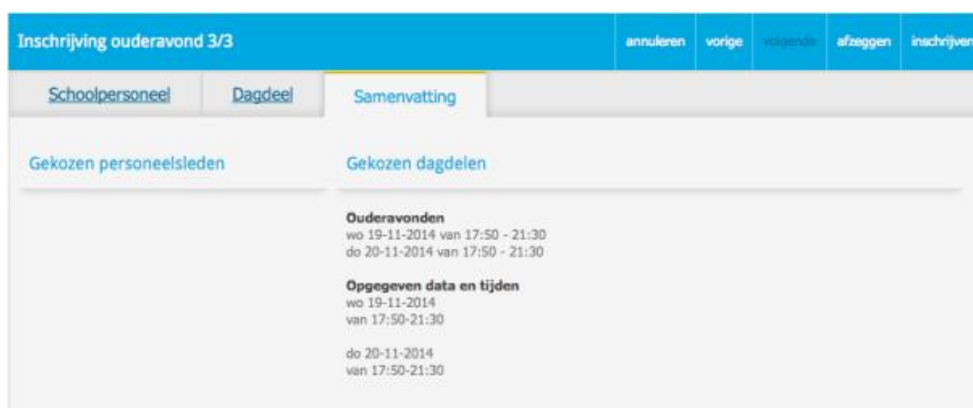 Inschrijving ouderavond 3/3
annuleren vorige volgende afzeggen inschrijven
Schoolpersoneel Dagdeel Samenvatting
Gekozen personeelsleden Gekozen dagdelen
Ouderavonden
wo 19-11-2014 van 17:50 - 21:30
do 20-11-2014 van 17:50 - 21:30
Opgegeven data en tijden
wo 19-11-2014
van 17:50-21:30
do 20-11-2014
van 17:50-21:30